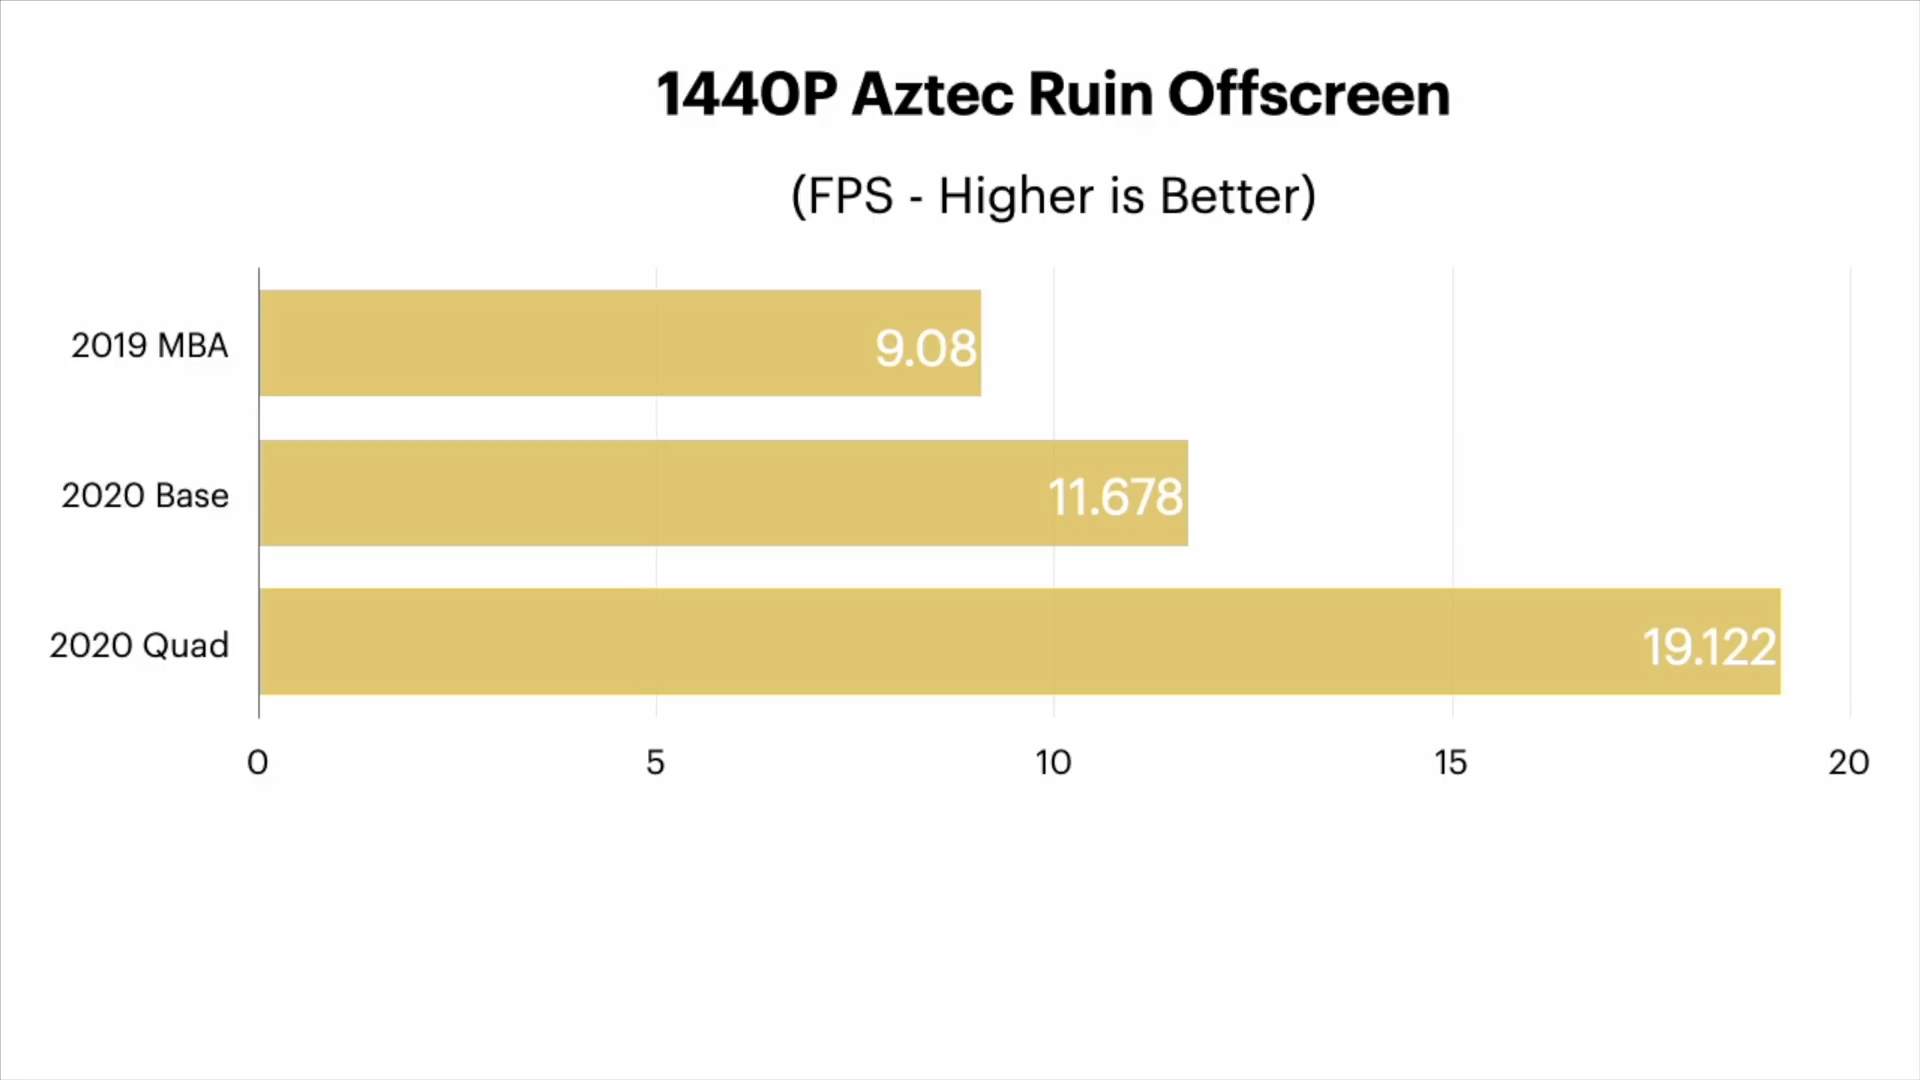 1440P Aztec Ruin Offscreen
(FPS - Higher is Better)
2019 MBA
9.08
2020 Base
11.678
2020 Quad
19.122
0 5 10 15 20